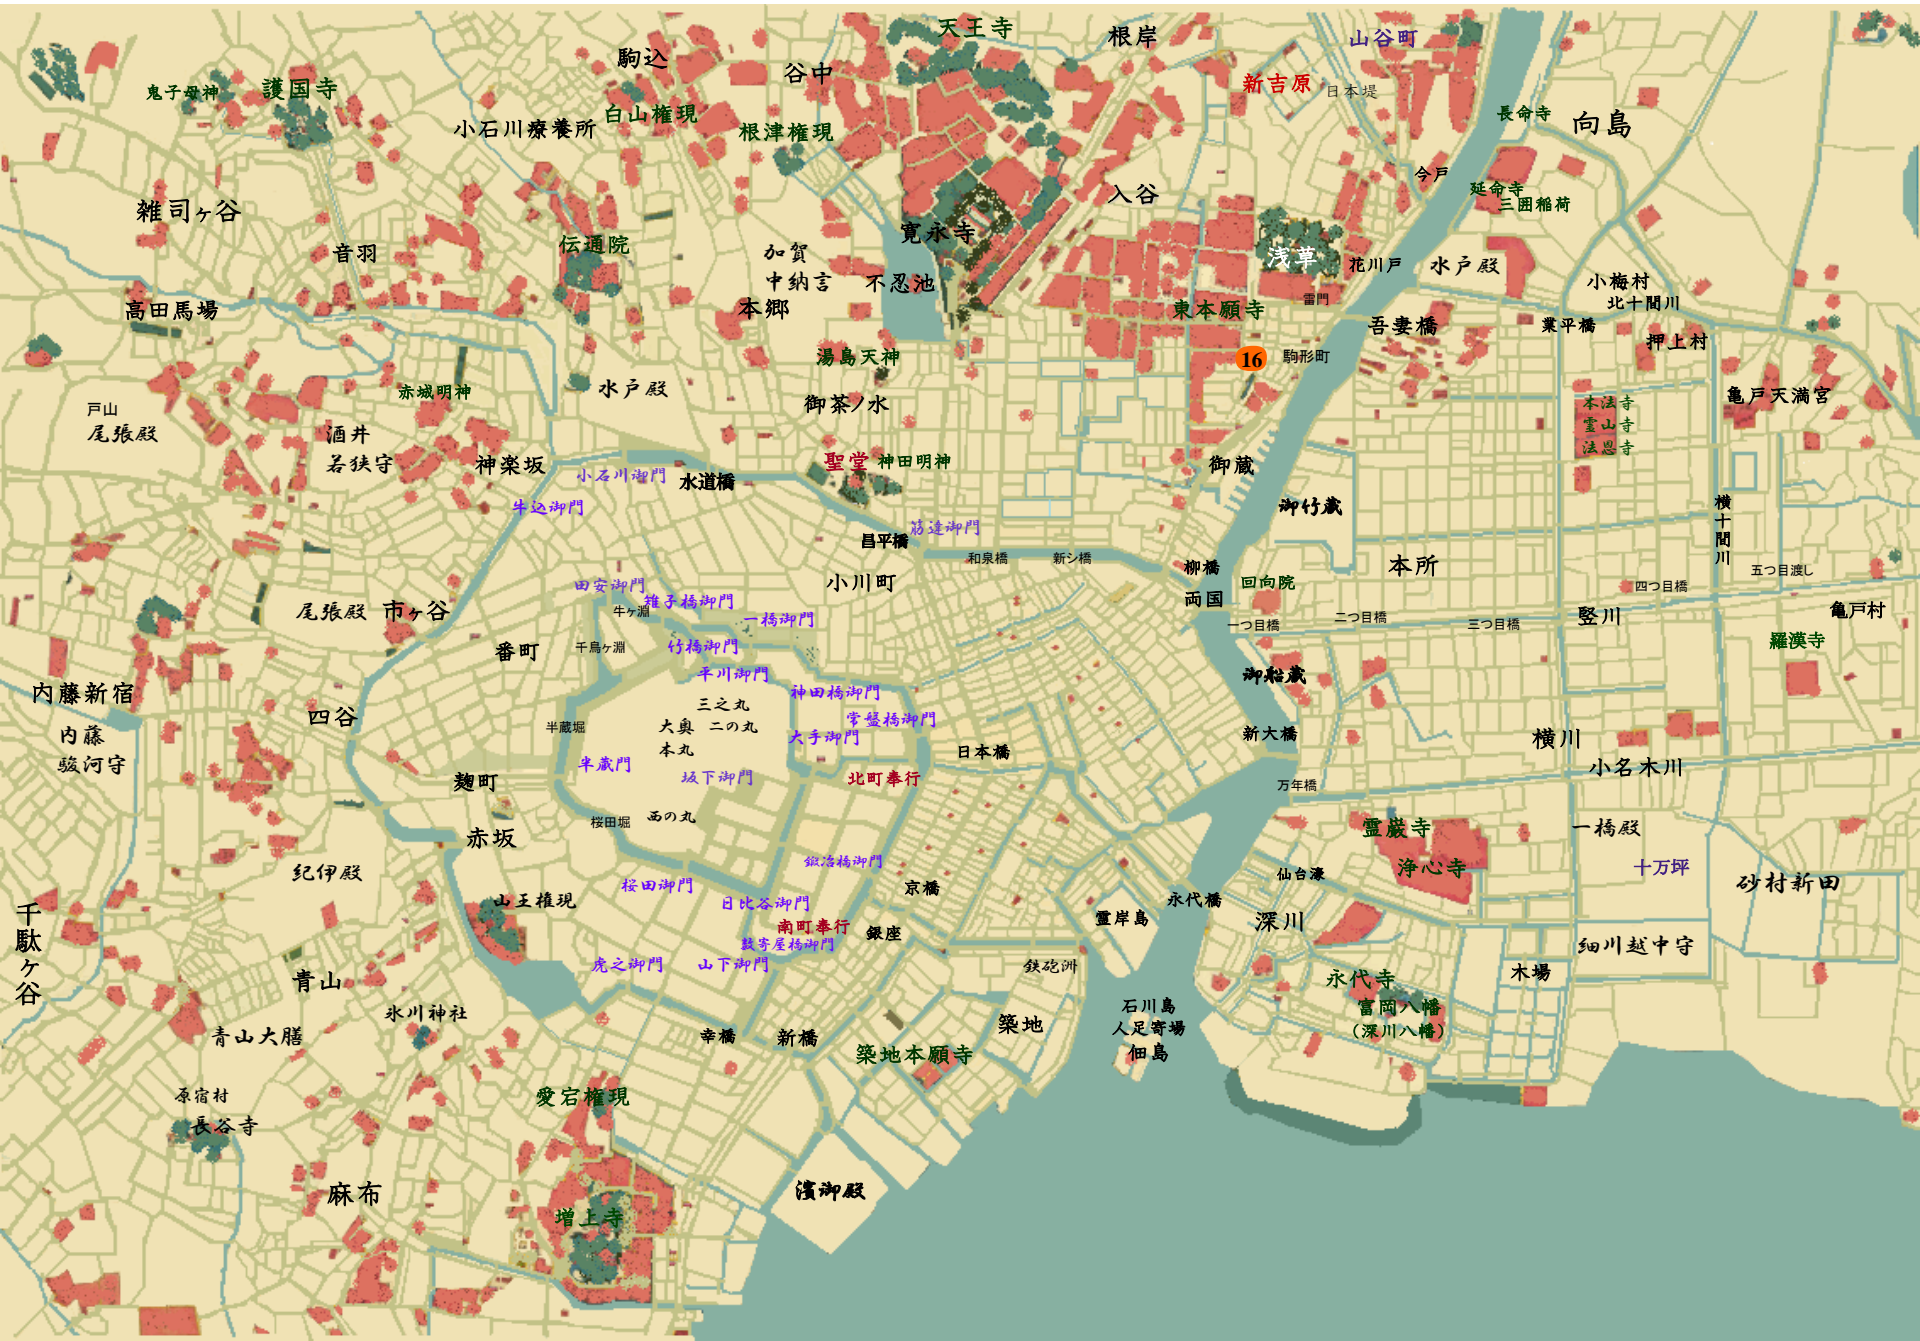 天王寺
根岸
山谷町
駒込
谷中
新吉原
日本堤
鬼子母神
護国寺
白山権現
小石川療養所
根津権現
長命寺
向島
今戸
延命寺
三囲稲荷
入谷
雑司ヶ谷
音羽
伝通院
寛永寺
加賀
中納言
不忍池
浅草
花川戸
水戸殿
小梅村
北十間川
高田馬場
本郷
東本願寺
雷門
吾妻橋
業平橋
押上村
湯島天神
16
駒形町
赤城明神
水戸殿
御茶ノ水
亀戸天満宮
本法寺
霊山寺
法恩寺
戸山
尾張殿
酒井
若狭守
神楽坂
小石川御門
水道橋
聖堂
神田明神
御蔵
牛込御門
御竹蔵
横十間川
筋違御門
昌平橋
和泉橋
新シ橋
柳橋
本所
小川町
両国
回向院
五つ目渡し
四つ目橋
田安御門
雉子橋御門
牛ヶ淵
一橋御門
尾張殿
市ヶ谷
一つ目橋
二つ目橋
三つ目橋
竪川
亀戸村
羅漢寺
番町
千鳥ヶ淵
竹橋御門
平川御門
神田橋御門
御船蔵
内藤新宿
四谷
三之丸
大奥
二の丸
本丸
常盤橋御門
大手御門
半蔵堀
新大橋
横川
内藤
駿河守
半蔵門
坂下御門
北町奉行
日本橋
小名木川
麹町
万年橋
桜田堀
西の丸
赤坂
霊巌寺
一橋殿
浄心寺
十万坪
砂村新田
紀伊殿
鍛冶橋御門
仙台濠
桜田御門
京橋
山王権現
日比谷御門
永代橋
霊岸島
深川
千駄ヶ谷
南町奉行
銀座
数寄屋橋御門
細川越中守
虎之御門
山下御門
鉄砲洲
木場
青山
永代寺
氷川神社
石川島
人足寄場
佃島
富岡八幡
(深川八幡)
青山大膳
幸橋
新橋
築地
築地本願寺
原宿村
長谷寺
愛宕権現
麻布
濱御殿
増上寺